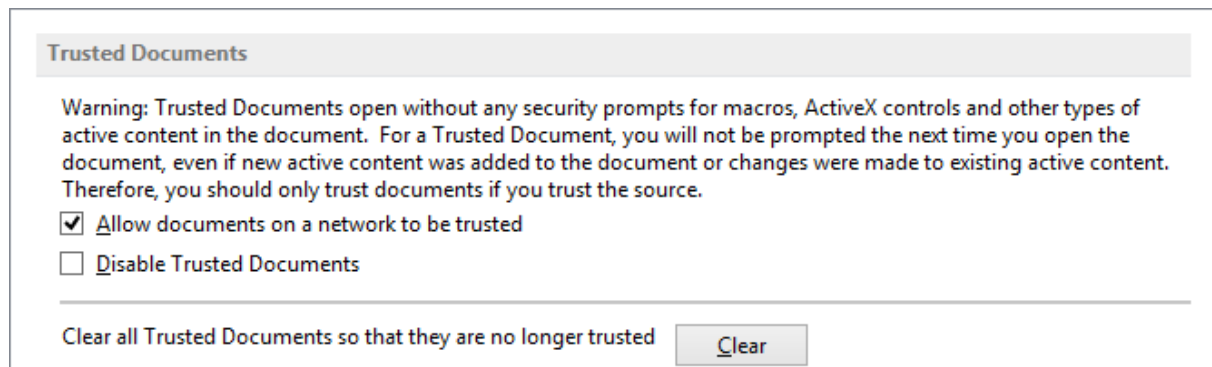 Trusted Documents
Warning: Trusted Documents open without any security prompts for macros, ActiveX controls and other types of
active content in the document.  For a Trusted Document, you will not be prompted the next time you open the
document, even if new active content was added to the document or changes were made to existing active content.
Therefore, you should only trust documents if you trust the source.
Allow documents on a network to be trusted
Disable Trusted Documents
Clear all Trusted Documents so that they are no longer trusted Clear